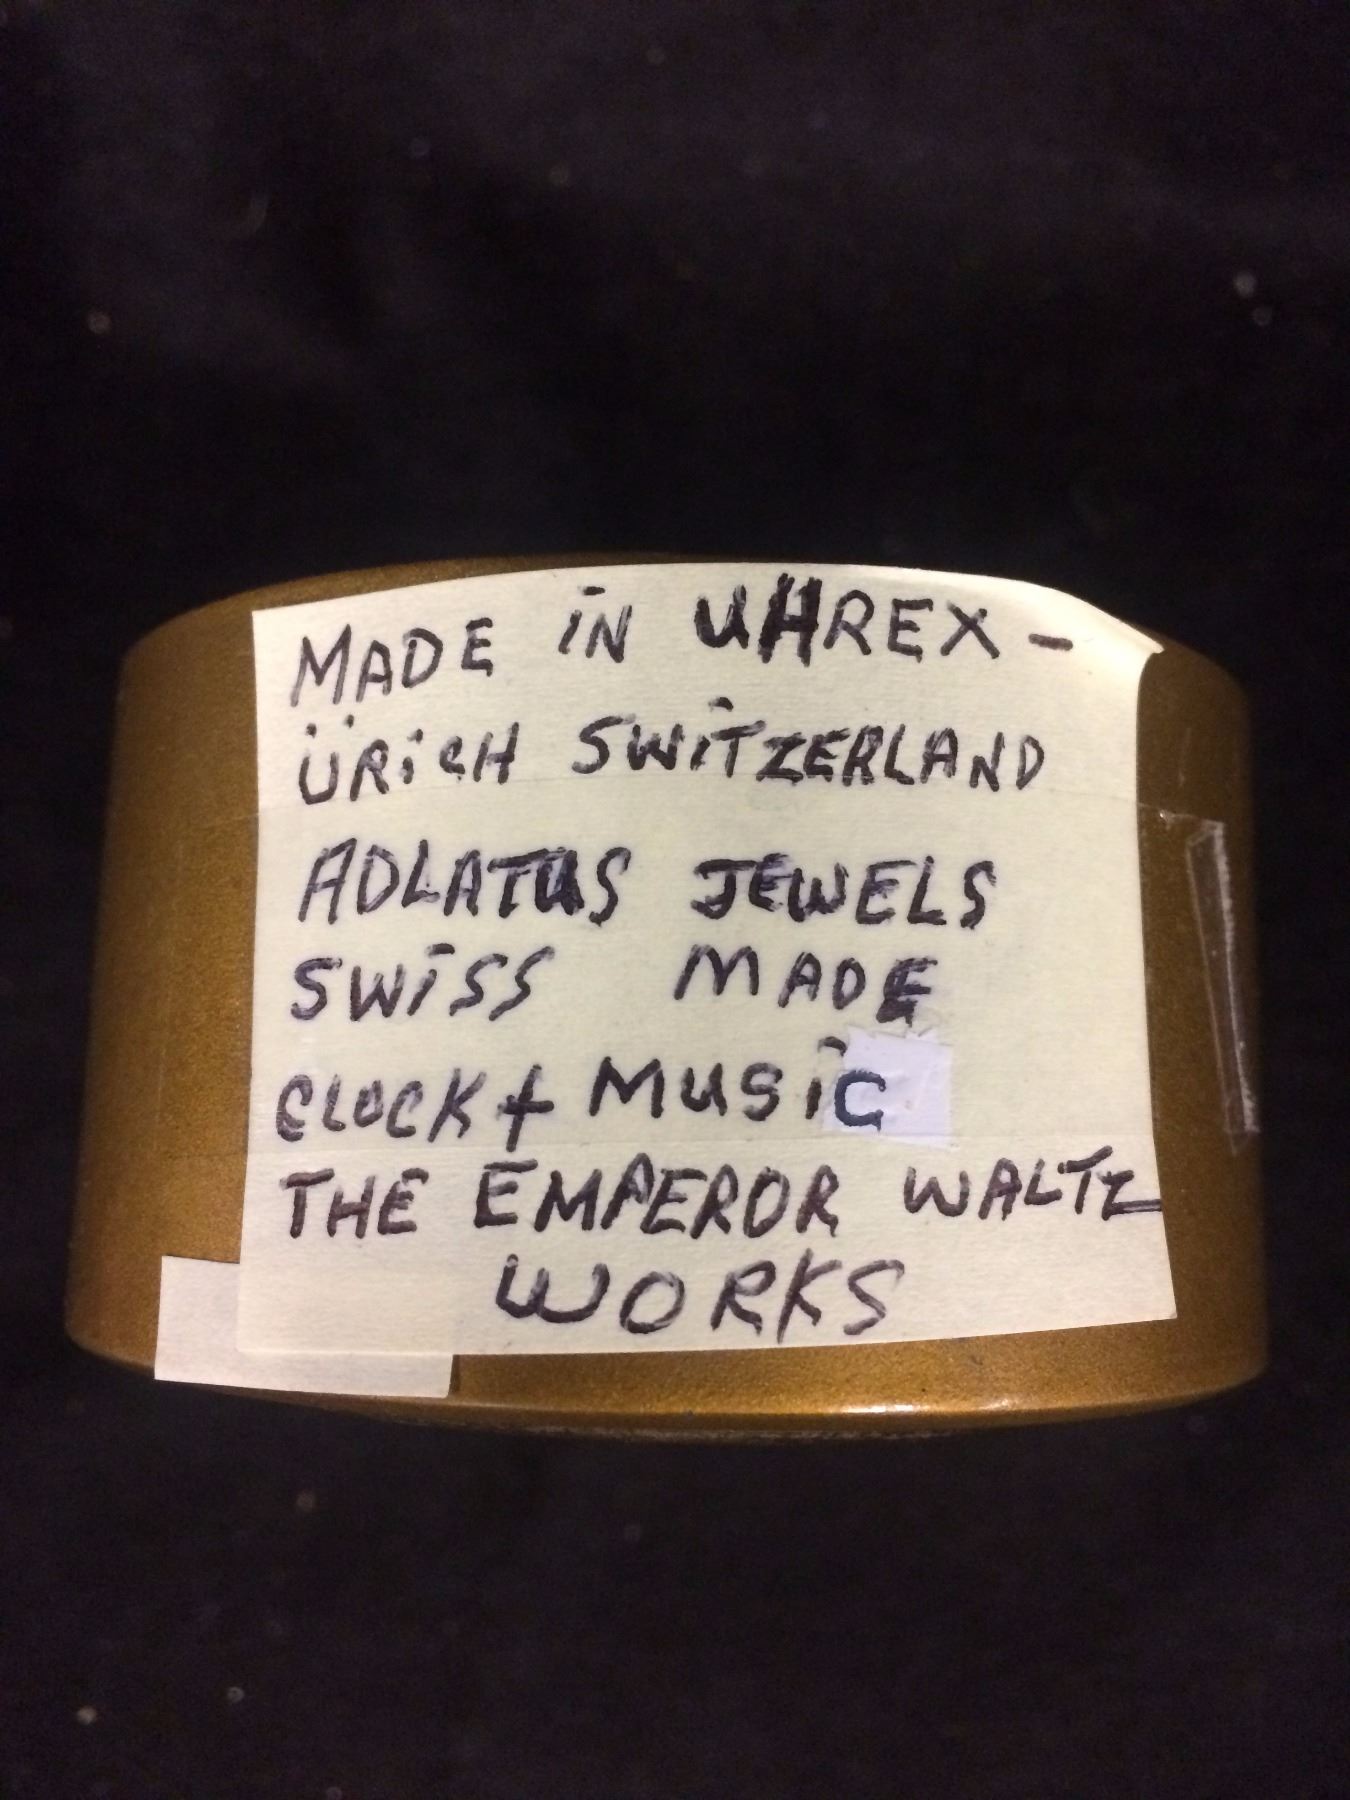 MADE iN UHREX -
ÜRiCH SWiTZERLAND
ADLATUS JEWELS
SWiSS MADE
CLOCK + MUSiC
THE EMPEROR WALTZ
WORKS